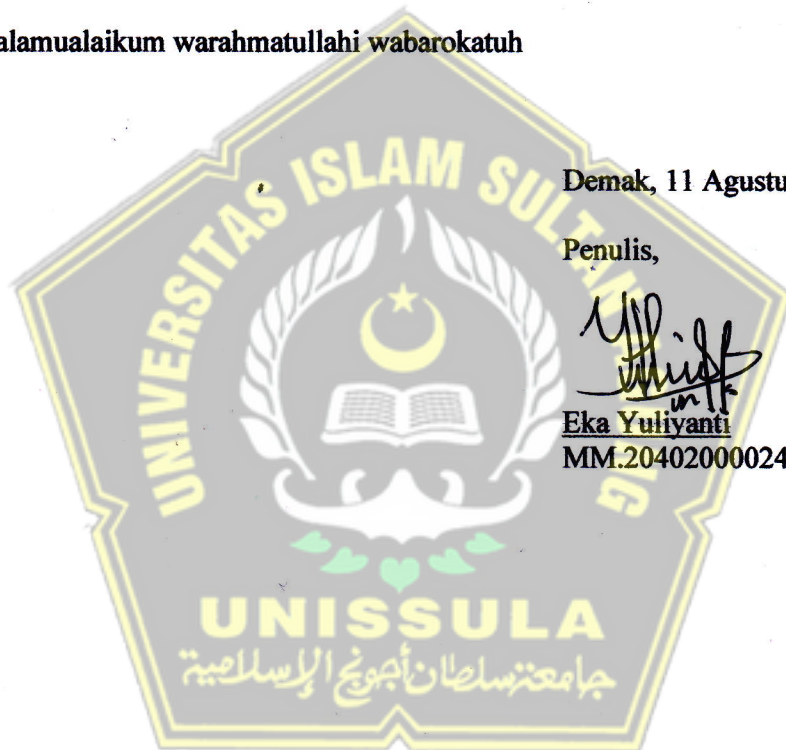 alamualaikum warahmatullahi wabarokatuh
Demak, 11 Agustu
Penulis,
Eka Yuliyanti
MM.20402000024
UNIVERSITAS ISLAM SULTAN AGUNG
UNISSULA
جامعة سلطان أجونج الإسلامية